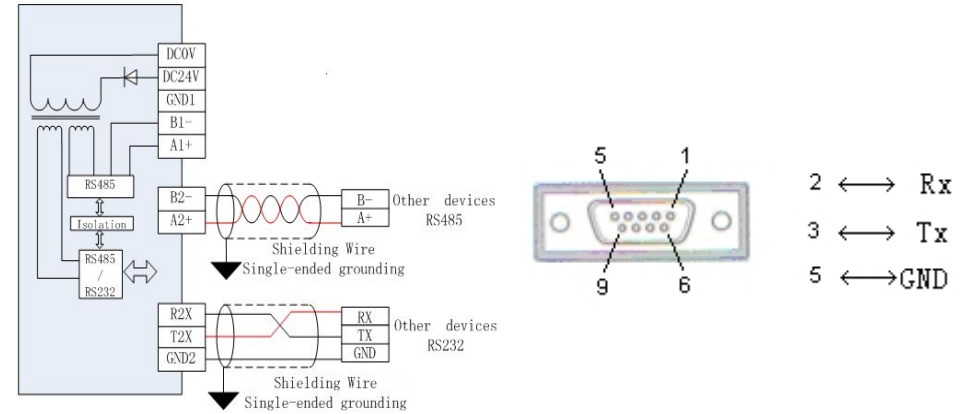 DC0V
DC24V
GND1
B1-
A1+
RS485
Isolation
RS485
/
RS232
B2-
A2+
B-
A+
Other devices
RS485
Shielding Wire
Single-ended grounding
R2X
T2X
GND2
RX
TX
GND
Other devices
RS232
Shielding Wire
Single-ended grounding
5 1
9 6
2 ⟷ Rx
3 ⟷ Tx
5 ⟷GND